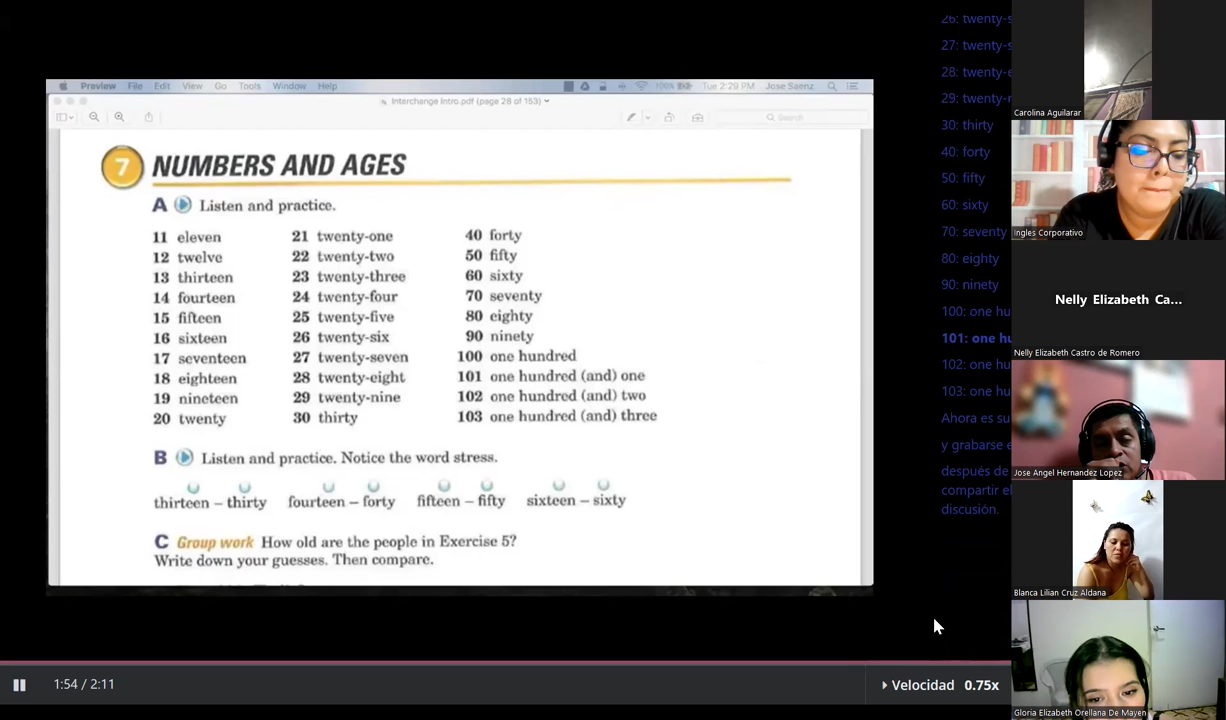 Preview File Edit View Go Tools Window Help 100% Tue 2:29 PM Jose Saenz
Interchange Intro.pdf (page 28 of 153)
Search
7 NUMBERS AND AGES
A Listen and practice.
11 eleven 21 twenty-one 40 forty
12 twelve 22 twenty-two 50 fifty
13 thirteen 23 twenty-three 60 sixty
14 fourteen 24 twenty-four 70 seventy
15 fifteen 25 twenty-five 80 eighty
16 sixteen 26 twenty-six 90 ninety
17 seventeen 27 twenty-seven 100 one hundred
18 eighteen 28 twenty-eight 101 one hundred (and) one
19 nineteen 29 twenty-nine 102 one hundred (and) two
20 twenty 30 thirty 103 one hundred (and) three
B Listen and practice. Notice the word stress.
thirteen – thirty fourteen – forty fifteen – fifty sixteen – sixty
C Group work How old are the people in Exercise 5?
Write down your guesses. Then compare.
1:54 / 2:11
Velocidad 0.75x
26: twenty-s
27: twenty-s
28: twenty-e
29: twenty-n
30: thirty
40: forty
50: fifty
60: sixty
70: seventy
80: eighty
90: ninety
100: one hu
101: one hu
102: one hu
103: one hu
Ahora es su
y grabarse e
después de
compartir el
discusión.
Carolina Aguilarar
Ingles Corporativo
Nelly Elizabeth Ca...
Nelly Elizabeth Castro de Romero
Jose Angel Hernandez Lopez
Blanca Lilian Cruz Aldana
Gloria Elizabeth Orellana De Mayen